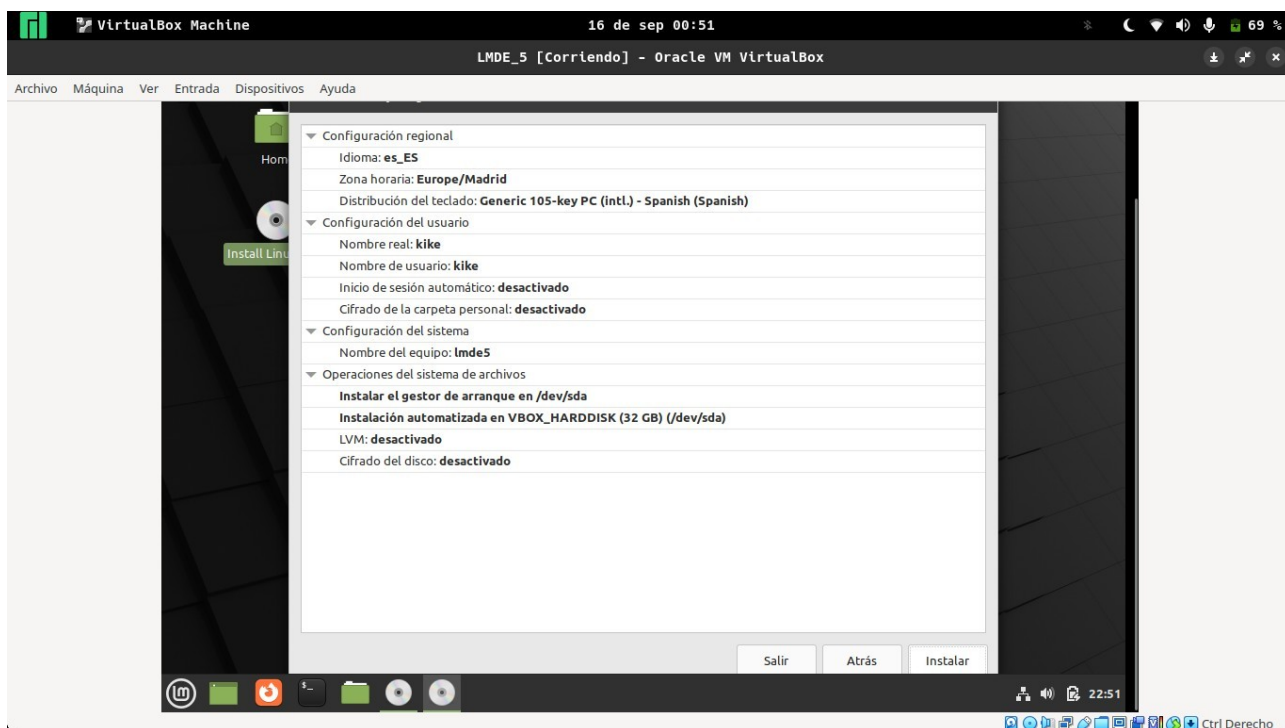 VirtualBox Machine
16 de sep 00:51
69 %
LMDE_5 [Corriendo] - Oracle VM VirtualBox
Archivo Máquina Ver Entrada Dispositivos Ayuda
Configuración regional
Idioma: es_ES
Zona horaria: Europe/Madrid
Distribución del teclado: Generic 105-key PC (intl.) - Spanish (Spanish)
Configuración del usuario
Nombre real: kike
Nombre de usuario: kike
Inicio de sesión automático: desactivado
Cifrado de la carpeta personal: desactivado
Configuración del sistema
Nombre del equipo: lmde5
Operaciones del sistema de archivos
Instalar el gestor de arranque en /dev/sda
Instalación automatizada en VBOX_HARDDISK (32 GB) (/dev/sda)
LVM: desactivado
Cifrado del disco: desactivado
Hom
Install Linu
Salir Atrás Instalar
22:51
Ctrl Derecho